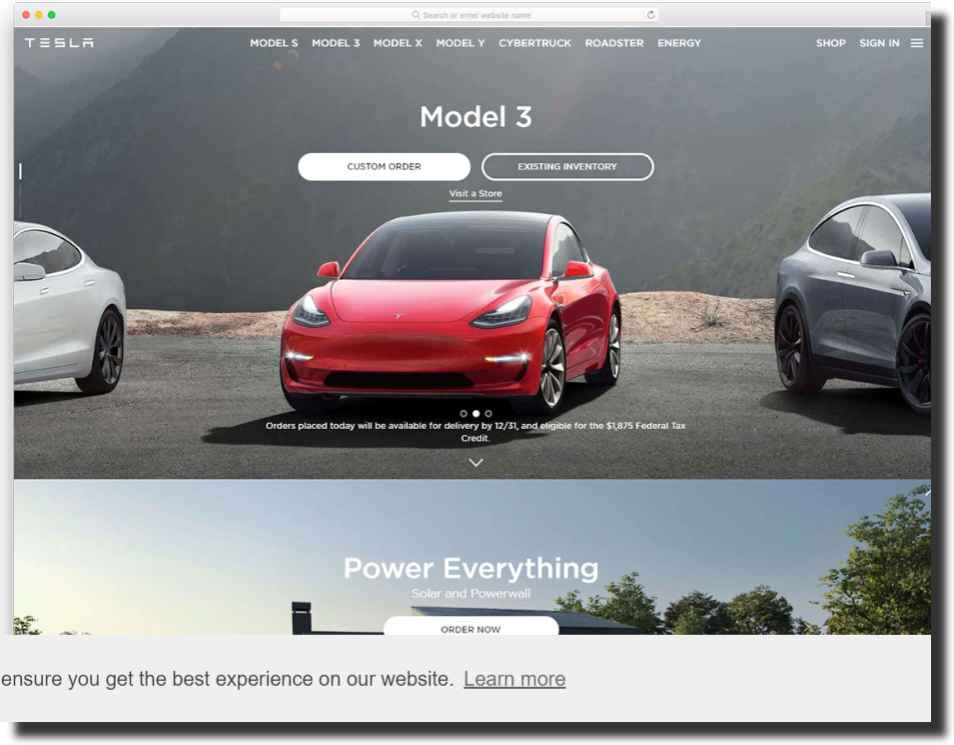 Search or enter website name
TESLA
MODEL S MODEL 3 MODEL X MODEL Y CYBERTRUCK ROADSTER ENERGY
SHOP SIGN IN
Model 3
CUSTOM ORDER
EXISTING INVENTORY
Visit a Store
Orders placed today will be available for delivery by 12/31, and eligible for the $1,875 Federal Tax
Credit.
Power Everything
Solar and Powerwall
ORDER NOW
ensure you get the best experience on our website. Learn more